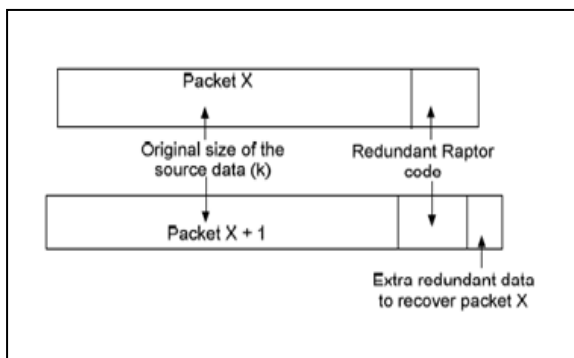 Packet X
Original size of the
source data (k)
Redundant Raptor
code
Packet X + 1
Extra redundant data
to recover packet X